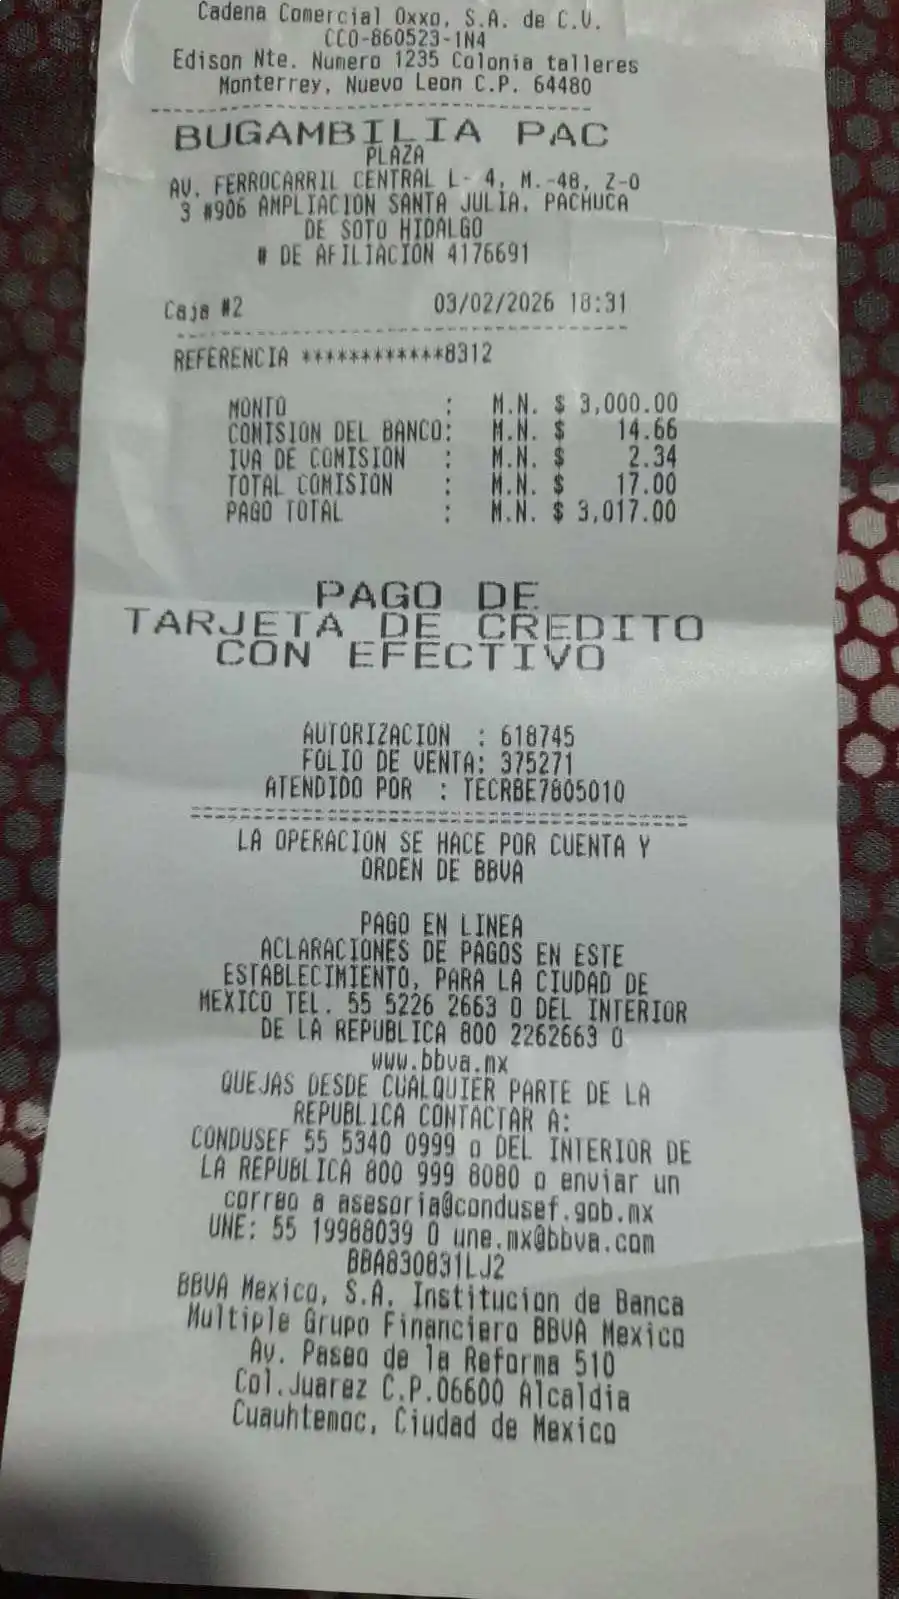 Cadena Comercial Oxxo, S.A. de C.V.
CCO-860523-1N4
Edison Nte. Numero 1235 Colonia talleres
Monterrey, Nuevo Leon C.P. 64480
BUGAMBILIA PAC
PLAZA
AV. FERROCARRIL CENTRAL L- 4, M.-48, Z-0
3 #906 AMPLIACION SANTA JULIA, PACHUCA
DE SOTO HIDALGO
# DE AFILIACION 4176691
Caja #2 03/02/2026 18:31
REFERENCIA ************8312
MONTO : M.N. $ 3,000.00
COMISION DEL BANCO: M.N. $ 14.66
IVA DE COMISION : M.N. $ 2.34
TOTAL COMISION : M.N. $ 17.00
PAGO TOTAL : M.N. $ 3,017.00
PAGO DE
TARJETA DE CREDITO
CON EFECTIVO
AUTORIZACION : 618745
FOLIO DE VENTA: 375271
ATENDIDO POR : TECRBE7805010
LA OPERACION SE HACE POR CUENTA Y
ORDEN DE BBVA
PAGO EN LINEA
ACLARACIONES DE PAGOS EN ESTE
ESTABLECIMIENTO, PARA LA CIUDAD DE
MEXICO TEL. 55 5226 2663 O DEL INTERIOR
DE LA REPUBLICA 800 2262663 O
www.bbva.mx
QUEJAS DESDE CUALQUIER PARTE DE LA
REPUBLICA CONTACTAR A:
CONDUSEF 55 5340 0999 o DEL INTERIOR DE
LA REPUBLICA 800 999 8080 o enviar un
correo a asesoria@condusef.gob.mx
UNE: 55 19988039 O une.mx@bbva.com
BBA830831LJ2
BBVA Mexico, S.A. Institucion de Banca
Multiple Grupo Financiero BBVA Mexico
Av. Paseo de la Reforma 510
Col.Juarez C.P.06600 Alcaldia
Cuauhtemoc, Ciudad de Mexico